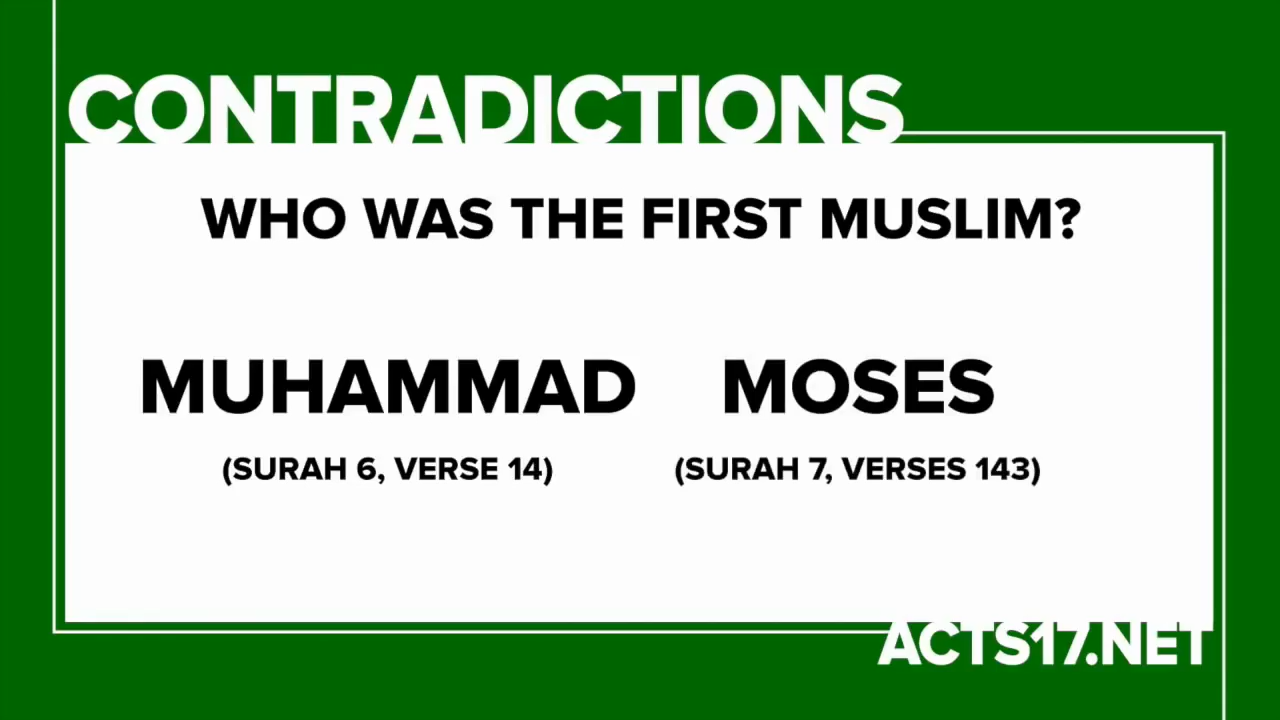 CONTRADICTIONS
WHO WAS THE FIRST MUSLIM?
MUHAMMAD MOSES
(SURAH 6, VERSE 14) (SURAH 7, VERSES 143)
ACTS17.NET